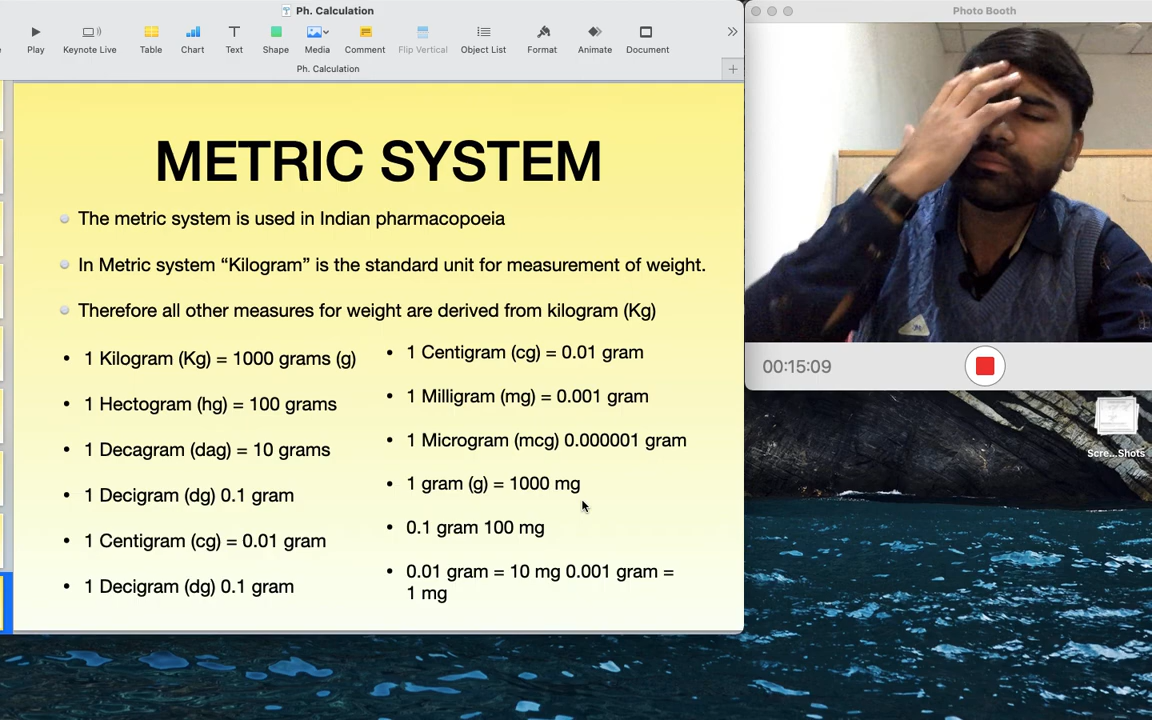 Ph. Calculation
Play
Keynote Live
Table
Chart
Text
Shape
Media
Comment
Flip Vertical
Object List
Format
Animate
Document
Ph. Calculation
METRIC SYSTEM
The metric system is used in Indian pharmacopoeia
In Metric system “Kilogram” is the standard unit for measurement of weight.
Therefore all other measures for weight are derived from kilogram (Kg)
1 Kilogram (Kg) = 1000 grams (g)
1 Hectogram (hg) = 100 grams
1 Decagram (dag) = 10 grams
1 Decigram (dg) 0.1 gram
1 Centigram (cg) = 0.01 gram
1 Decigram (dg) 0.1 gram
1 Centigram (cg) = 0.01 gram
1 Milligram (mg) = 0.001 gram
1 Microgram (mcg) 0.000001 gram
1 gram (g) = 1000 mg
0.1 gram 100 mg
0.01 gram = 10 mg 0.001 gram =
1 mg
Photo Booth
00:15:09
Scre...Shots